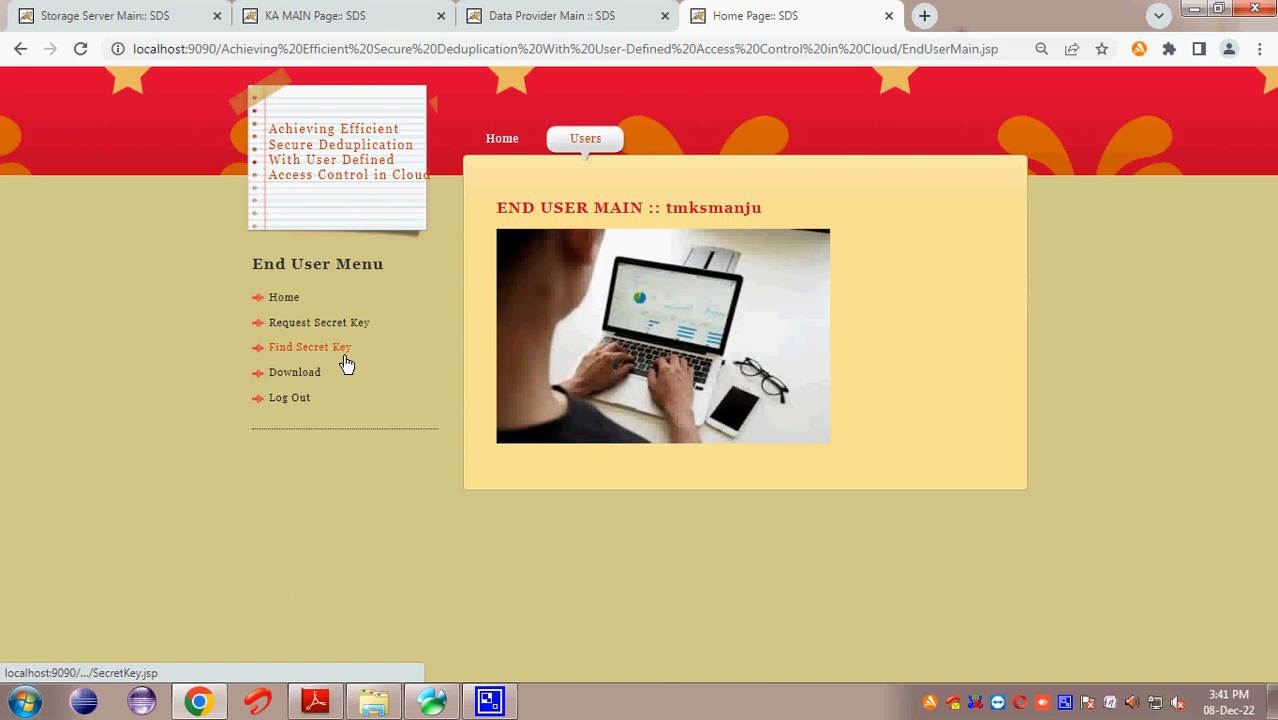 Storage Server Main:: SDS
KA MAIN Page:: SDS
Data Provider Main :: SDS
Home Page:: SDS
localhost:9090/Achieving%20Efficient%20Secure%20Deduplication%20With%20User-Defined%20Access%20Control%20in%20Cloud/EndUserMain.jsp
Achieving Efficient
Secure Deduplication
With User Defined
Access Control in Cloud
Home
Users
END USER MAIN :: tmksmanju
End User Menu
Home
Request Secret Key
Find Secret Key
Download
Log Out
localhost:9090/.../SecretKey.jsp
3:41 PM
08-Dec-22